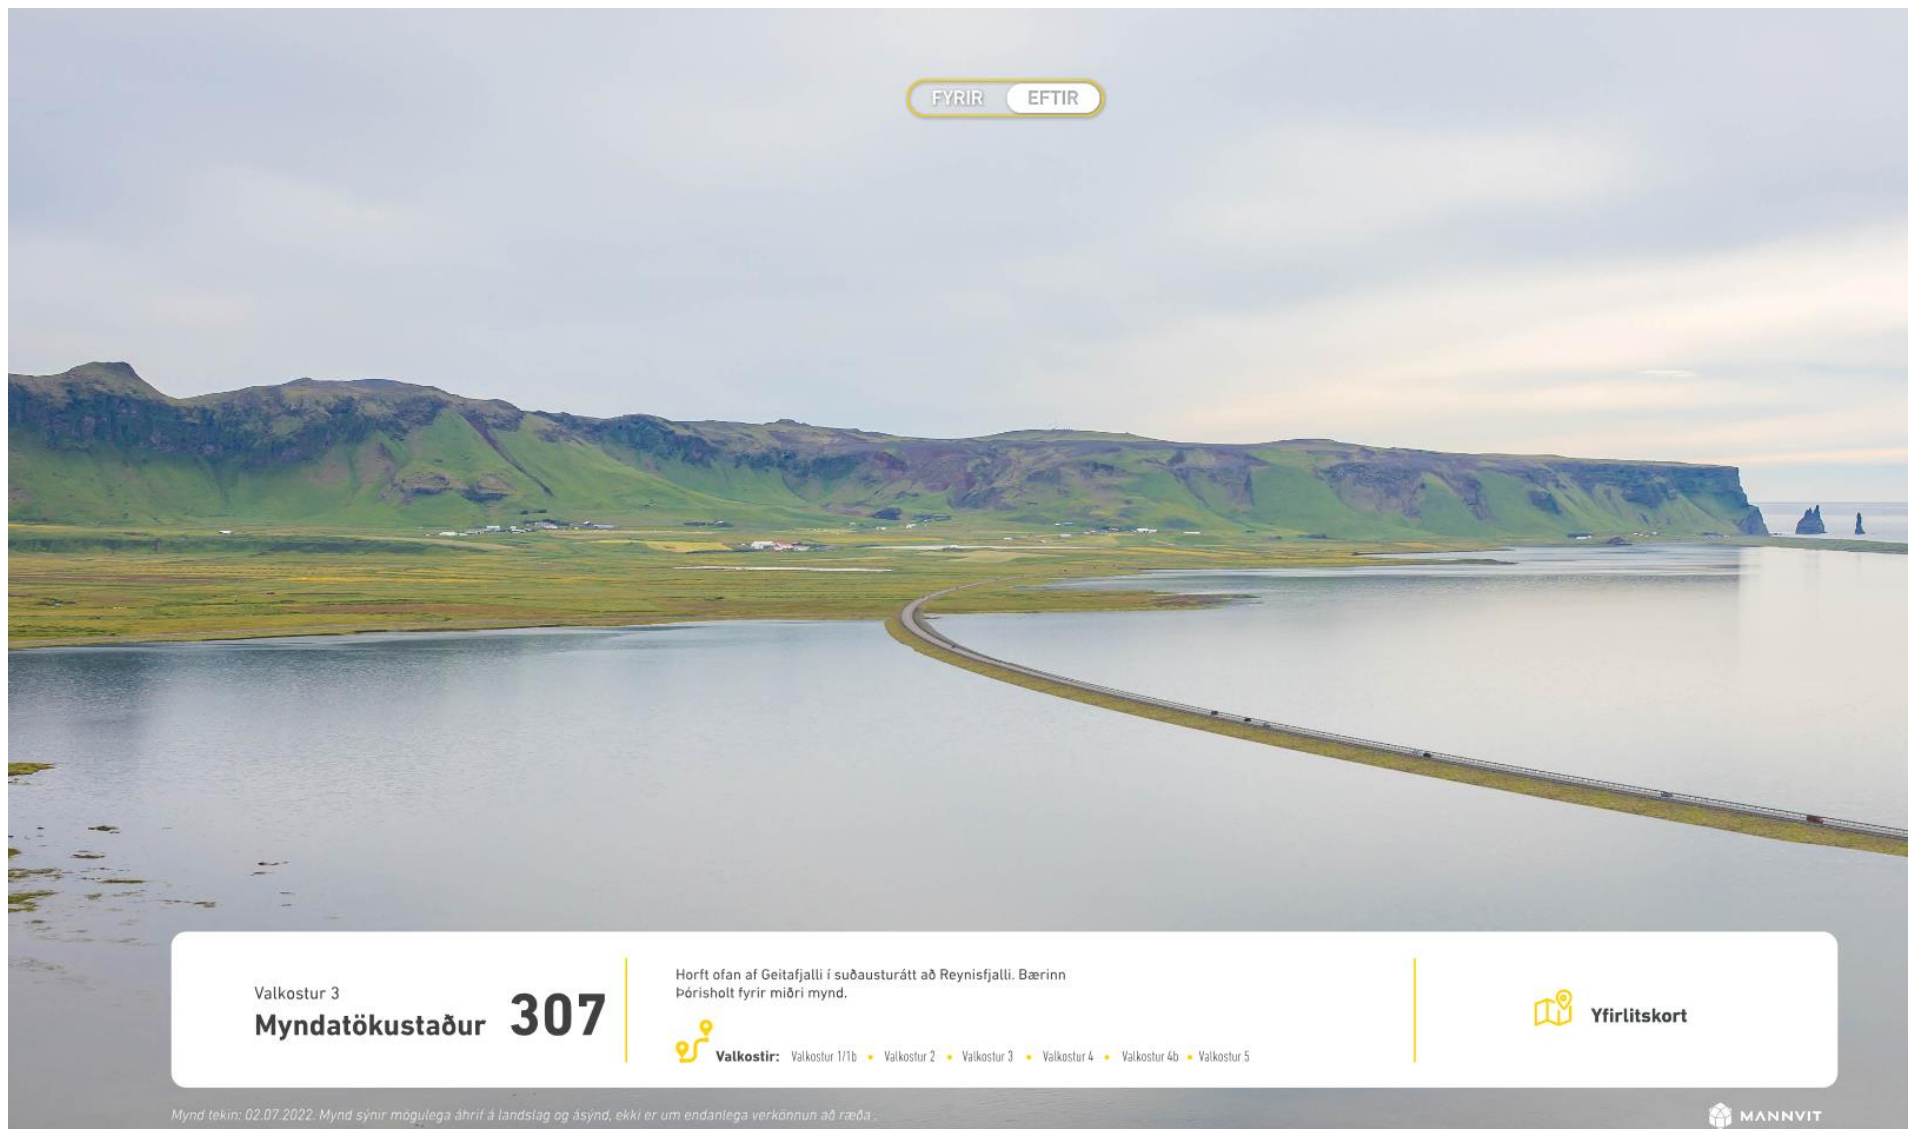 FYRIR EFTIR
Valkostur 3
Myndatökustaður 307
Horft ofan af Geitafjalli í suðausturátt að Reynisfjalli. Bærinn
Þórisholt fyrir miðri mynd.
Valkostir: Valkostur 1/1b • Valkostur 2 • Valkostur 3 • Valkostur 4 • Valkostur 4b • Valkostur 5
Yfirlitskort
Mynd tekin: 02.07.2022. Mynd sýnir mögulega áhrif á landslag og ásýnd, ekki er um endanlega verkönnun að ræða .
MANNVIT